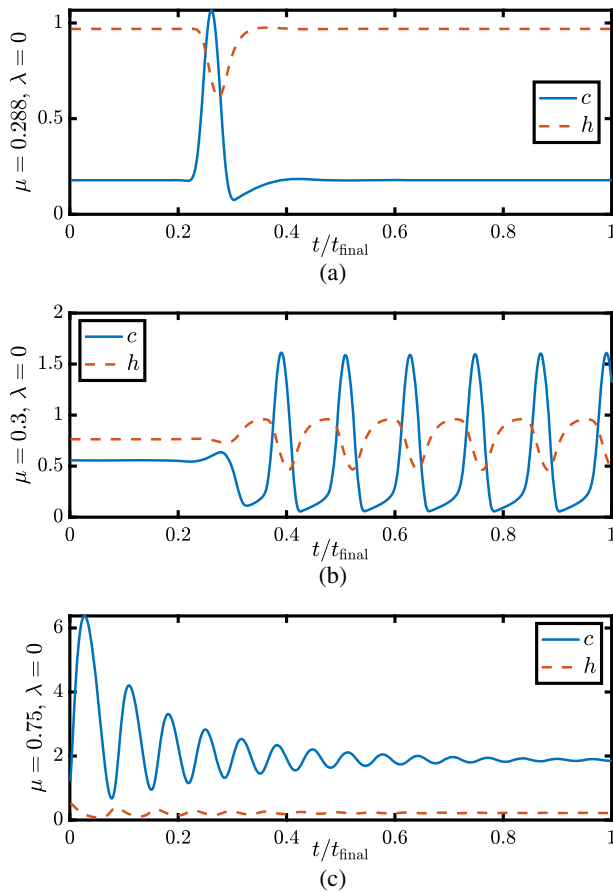 μ = 0.288, λ = 0
1
0.5
0
c
h
0 0.2 0.4 0.6 0.8 1
t/t_final
(a)
μ = 0.3, λ = 0
2
1.5
1
0.5
0
c
h
0 0.2 0.4 0.6 0.8 1
t/t_final
(b)
μ = 0.75, λ = 0
6
4
2
0
c
h
0 0.2 0.4 0.6 0.8 1
t/t_final
(c)